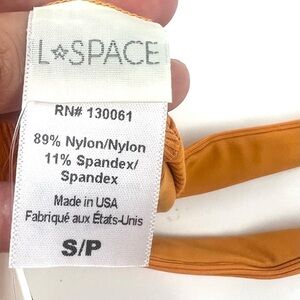 L☆SPACE
RN# 130061
89% Nylon/Nylon
11% Spandex/
Spandex
Made in USA
Fabriqué aux États-Unis
S/P